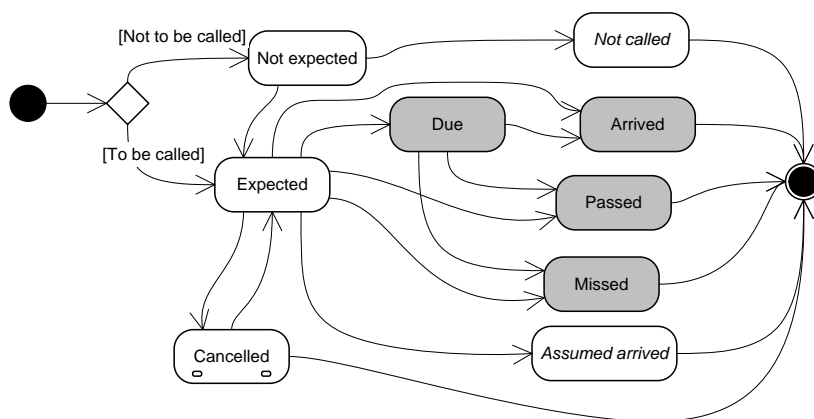 [Not to be called]
Not expected
Not called
Due
Arrived
[To be called]
Expected
Passed
Missed
Cancelled
Assumed arrived